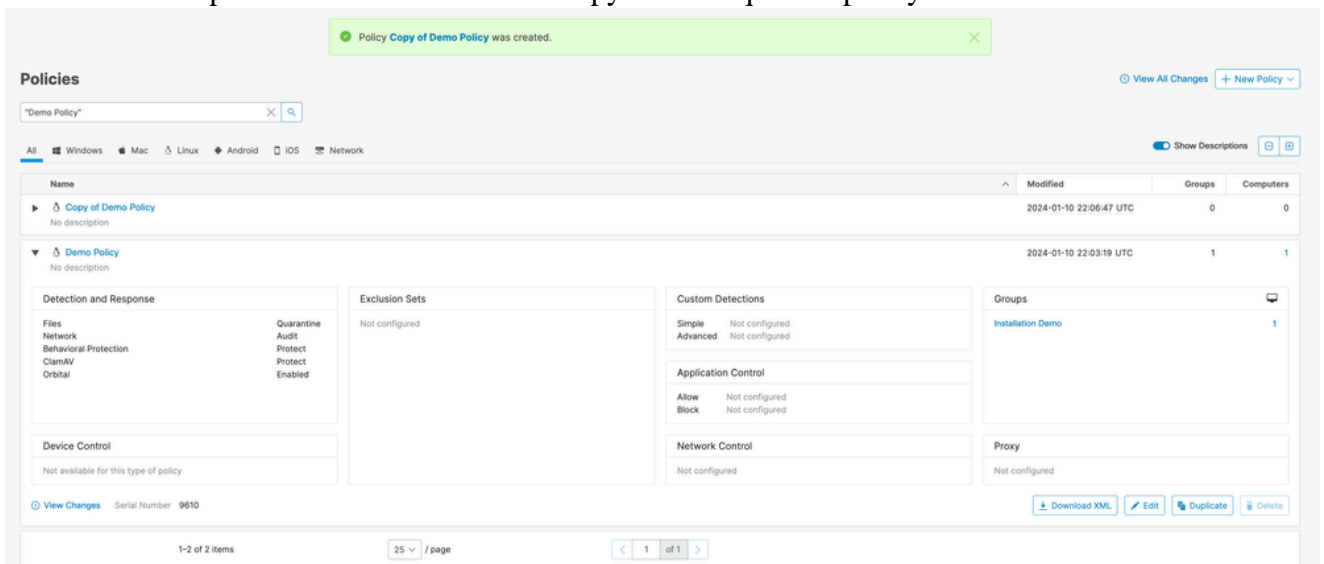 Policy Copy of Demo Policy was created.
Policies
View All Changes
New Policy
"Demo Policy"
All Windows Mac Linux Android iOS Network
Show Descriptions
Name Modified Groups Computers
Copy of Demo Policy 2024-01-10 22:06:47 UTC 0 0
No description
Demo Policy 2024-01-10 22:03:19 UTC 1 1
No description
Detection and Response
Files Quarantine
Network Audit
Behavioral Protection Protect
ClamAV Protect
Orbital Enabled
Exclusion Sets
Not configured
Custom Detections
Simple Not configured
Advanced Not configured
Application Control
Allow Not configured
Block Not configured
Groups
Installation Demo 1
Device Control
Not available for this type of policy
Network Control
Not configured
Proxy
Not configured
View Changes Serial Number 9610
Download XML Edit Duplicate Delete
1–2 of 2 items 25 / page 1 of 1